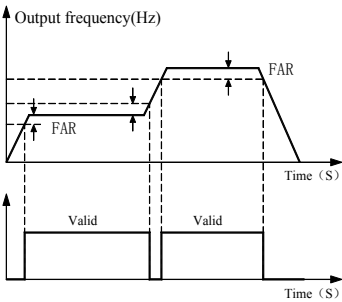 Output frequency(Hz)
FAR
FAR
Time（S）
Valid
Valid
Time（S）